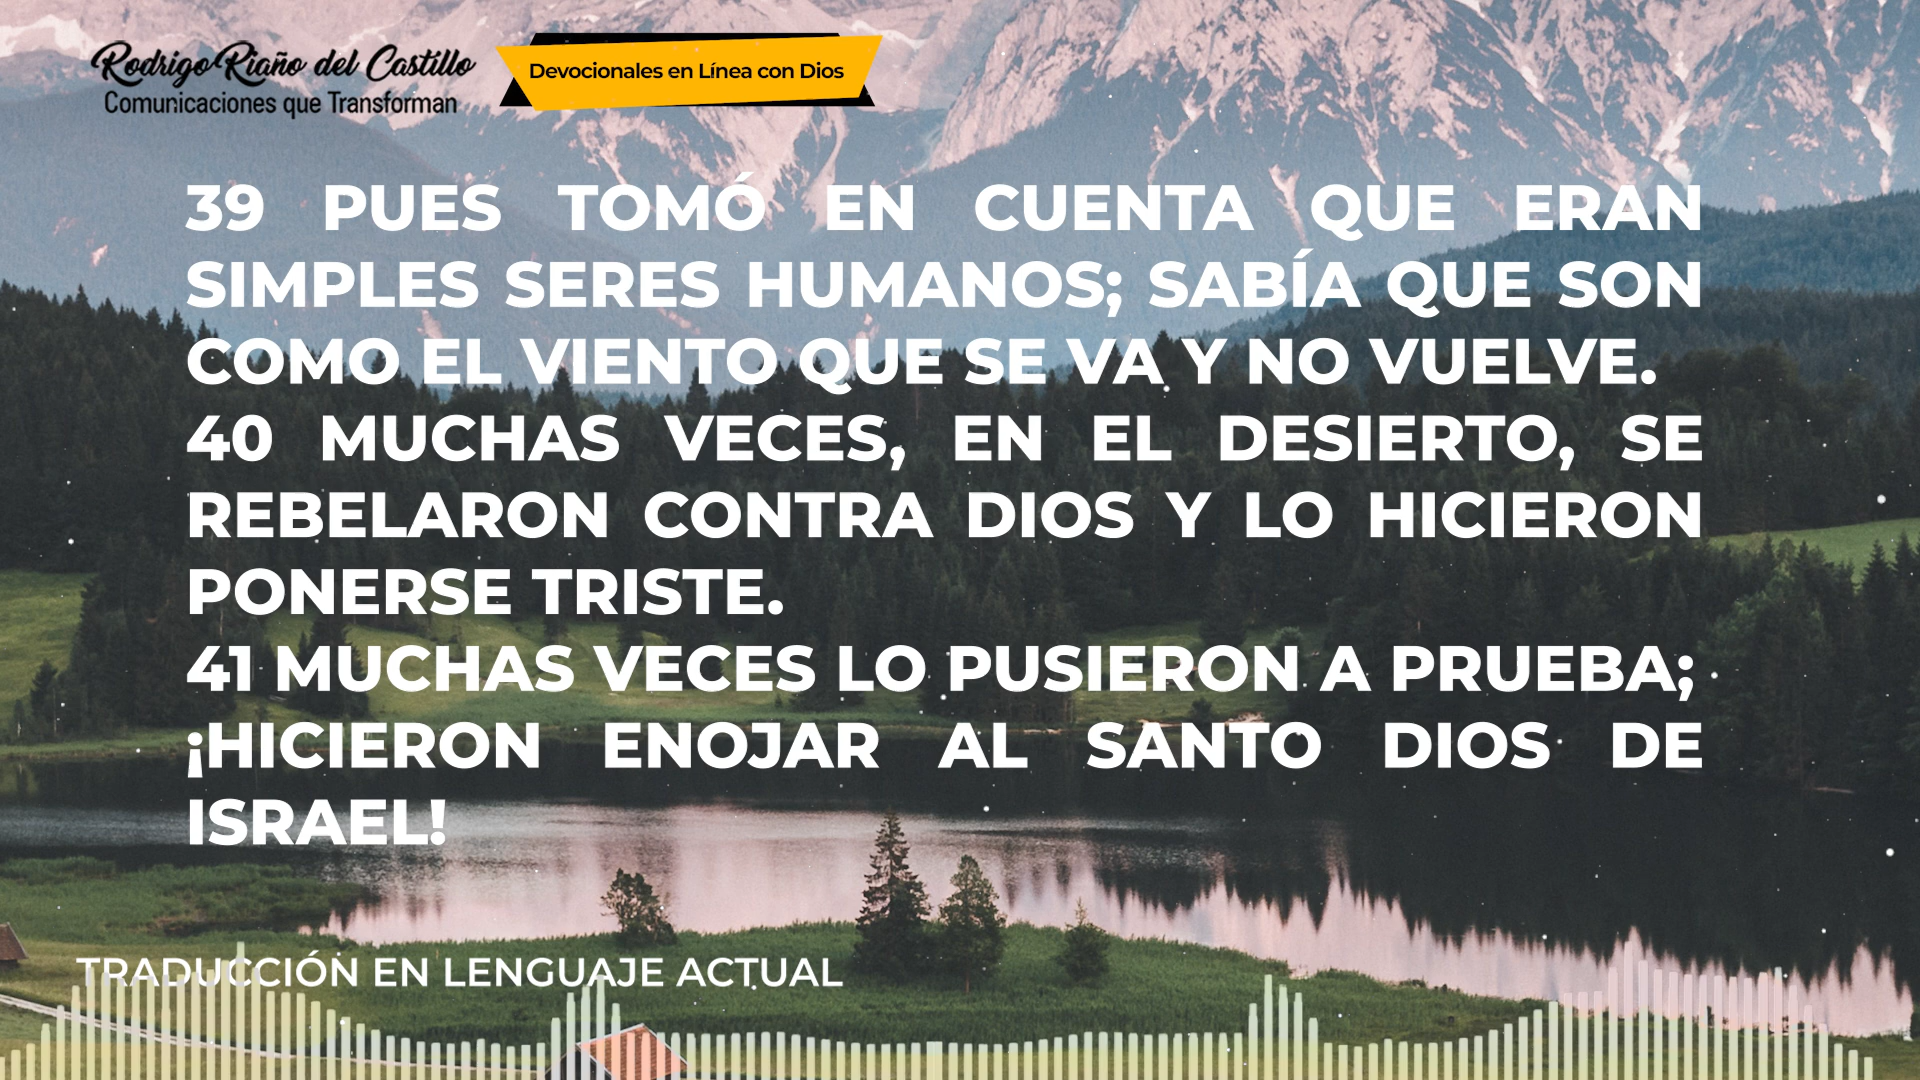 Rodrigo Riaño del Castillo
Comunicaciones que Transforman
Devocionales en Línea con Dios
39 PUES TOMÓ EN CUENTA QUE ERAN
SIMPLES SERES HUMANOS; SABÍA QUE SON
COMO EL VIENTO QUE SE VA Y NO VUELVE.
40 MUCHAS VECES, EN EL DESIERTO, SE
REBELARON CONTRA DIOS Y LO HICIERON
PONERSE TRISTE.
41 MUCHAS VECES LO PUSIERON A PRUEBA;
¡HICIERON ENOJAR AL SANTO DIOS DE
ISRAEL!
TRADUCCIÓN EN LENGUAJE ACTUAL